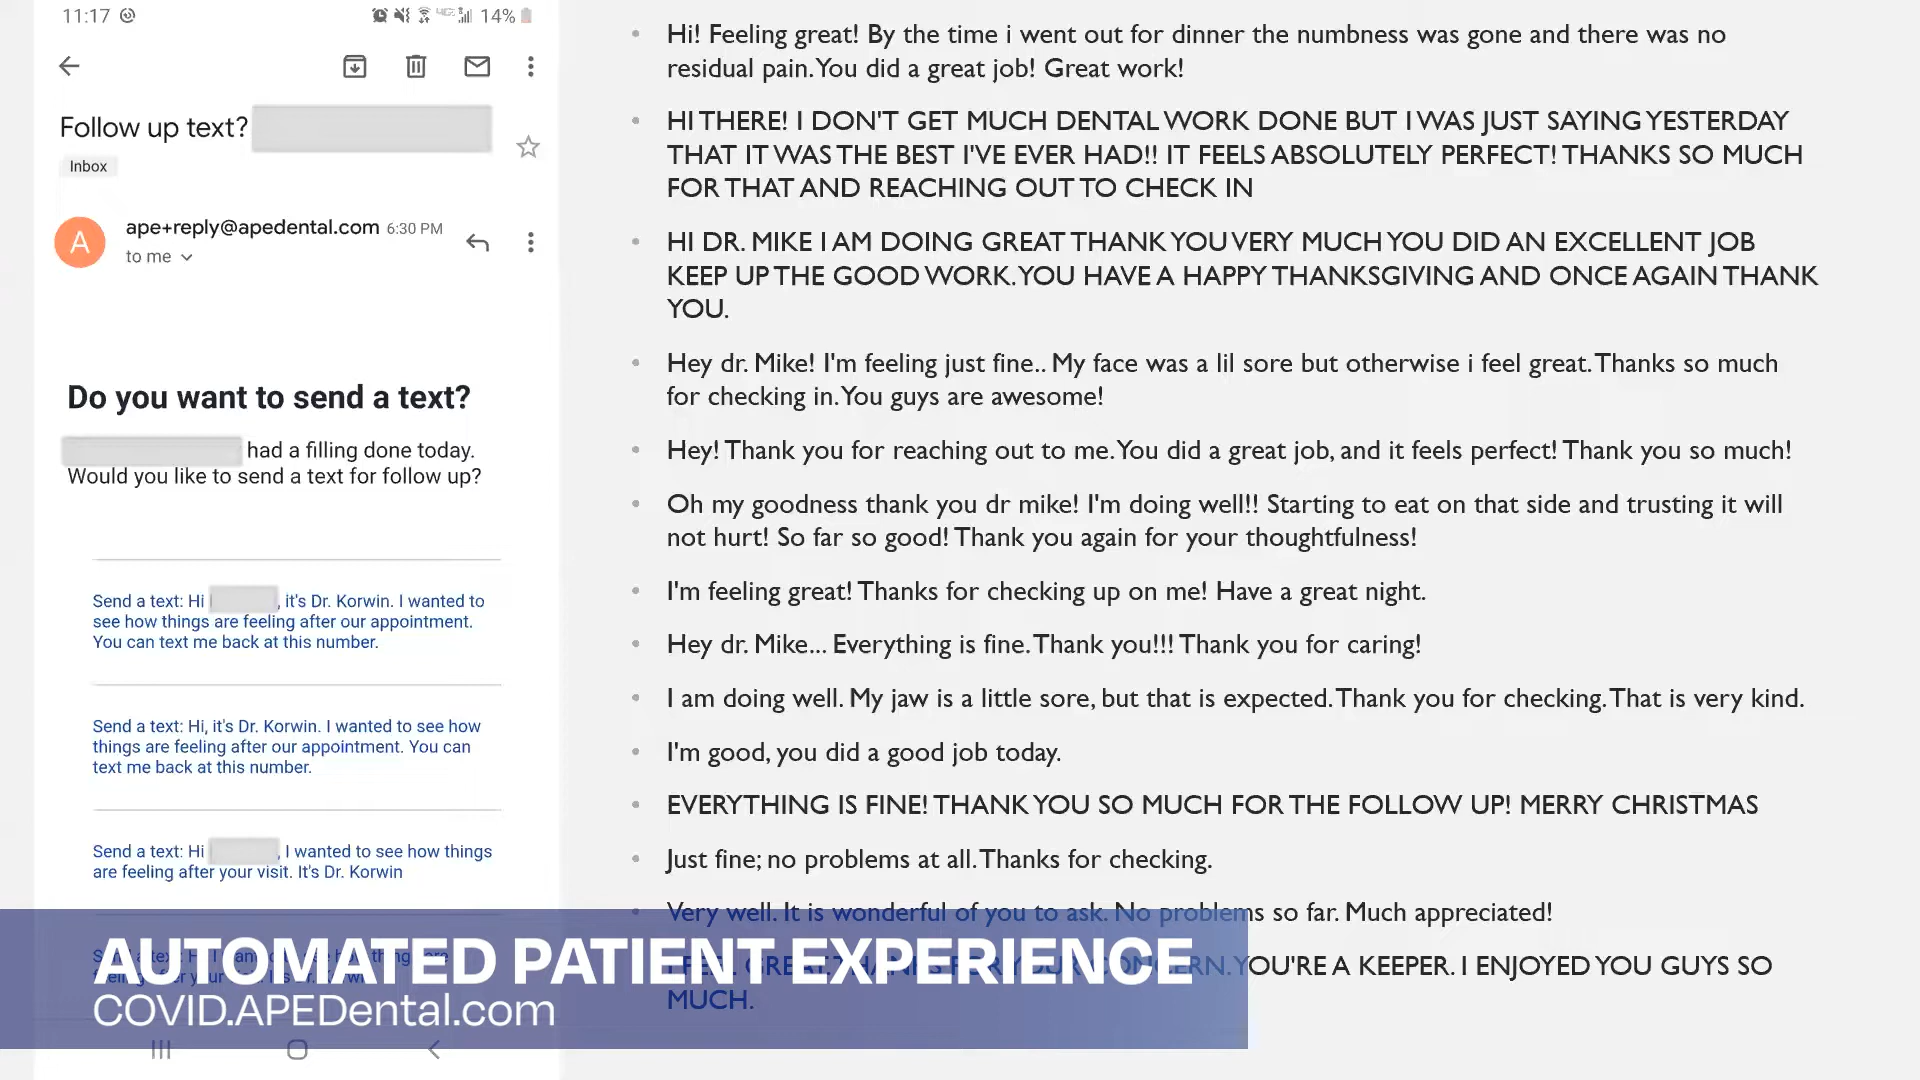 11:17
14%
Follow up text?
Inbox
A
ape+reply@apedental.com 6:30 PM
to me
Do you want to send a text?
had a filling done today.
Would you like to send a text for follow up?
Send a text: Hi , it's Dr. Korwin. I wanted to
see how things are feeling after our appointment.
You can text me back at this number.
Send a text: Hi, it's Dr. Korwin. I wanted to see how
things are feeling after our appointment. You can
text me back at this number.
Send a text: Hi , I wanted to see how things
are feeling after your visit. It's Dr. Korwin
Hi! Feeling great! By the time i went out for dinner the numbness was gone and there was no
residual pain. You did a great job! Great work!
HI THERE! I DON'T GET MUCH DENTAL WORK DONE BUT I WAS JUST SAYING YESTERDAY
THAT IT WAS THE BEST I'VE EVER HAD!! IT FEELS ABSOLUTELY PERFECT! THANKS SO MUCH
FOR THAT AND REACHING OUT TO CHECK IN
HI DR. MIKE I AM DOING GREAT THANK YOU VERY MUCH YOU DID AN EXCELLENT JOB
KEEP UP THE GOOD WORK. YOU HAVE A HAPPY THANKSGIVING AND ONCE AGAIN THANK
YOU.
Hey dr. Mike! I'm feeling just fine.. My face was a lil sore but otherwise i feel great. Thanks so much
for checking in. You guys are awesome!
Hey! Thank you for reaching out to me. You did a great job, and it feels perfect! Thank you so much!
Oh my goodness thank you dr mike! I'm doing well!! Starting to eat on that side and trusting it will
not hurt! So far so good! Thank you again for your thoughtfulness!
I'm feeling great! Thanks for checking up on me! Have a great night.
Hey dr. Mike... Everything is fine. Thank you!!! Thank you for caring!
I am doing well. My jaw is a little sore, but that is expected. Thank you for checking. That is very kind.
I'm good, you did a good job today.
EVERYTHING IS FINE! THANK YOU SO MUCH FOR THE FOLLOW UP! MERRY CHRISTMAS
Just fine; no problems at all. Thanks for checking.
Very well. It is wonderful of you to ask. No problems so far. Much appreciated!
GREAT THANKS FOR YOUR CONCERN. YOU'RE A KEEPER. I ENJOYED YOU GUYS SO
MUCH.
AUTOMATED PATIENT EXPERIENCE
COVID.APEDental.com